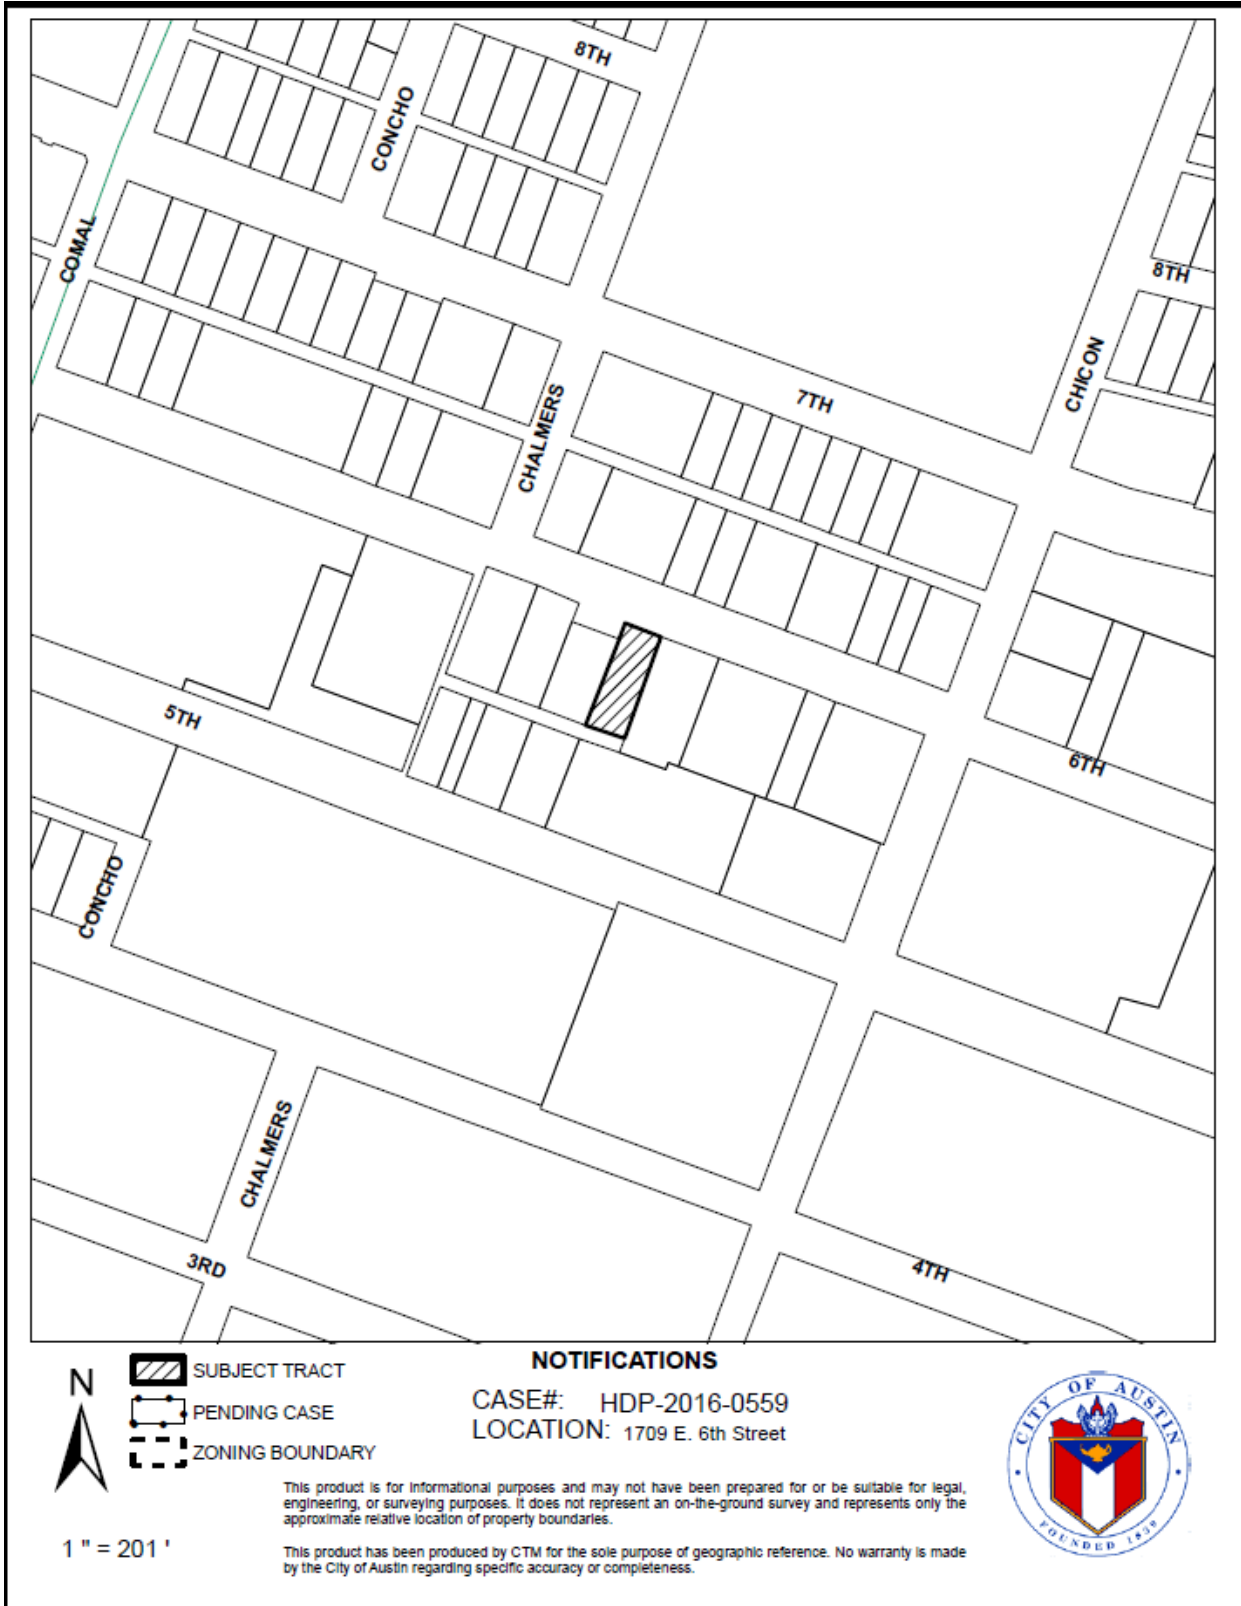 8TH
CONCHO
COMAL
8TH
CHICON
7TH
CHALMERS
5TH
6TH
CONCHO
CHALMERS
3RD
4TH
N
1 " = 201 '
SUBJECT TRACT
PENDING CASE
ZONING BOUNDARY
NOTIFICATIONS
CASE#: HDP-2016-0559
LOCATION: 1709 E. 6th Street
This product is for informational purposes and may not have been prepared for or be suitable for legal,
engineering, or surveying purposes. It does not represent an on-the-ground survey and represents only the
approximate relative location of property boundaries.
This product has been produced by CTM for the sole purpose of geographic reference. No warranty is made
by the City of Austin regarding specific accuracy or completeness.
CITY OF AUSTIN
FOUNDED 1839